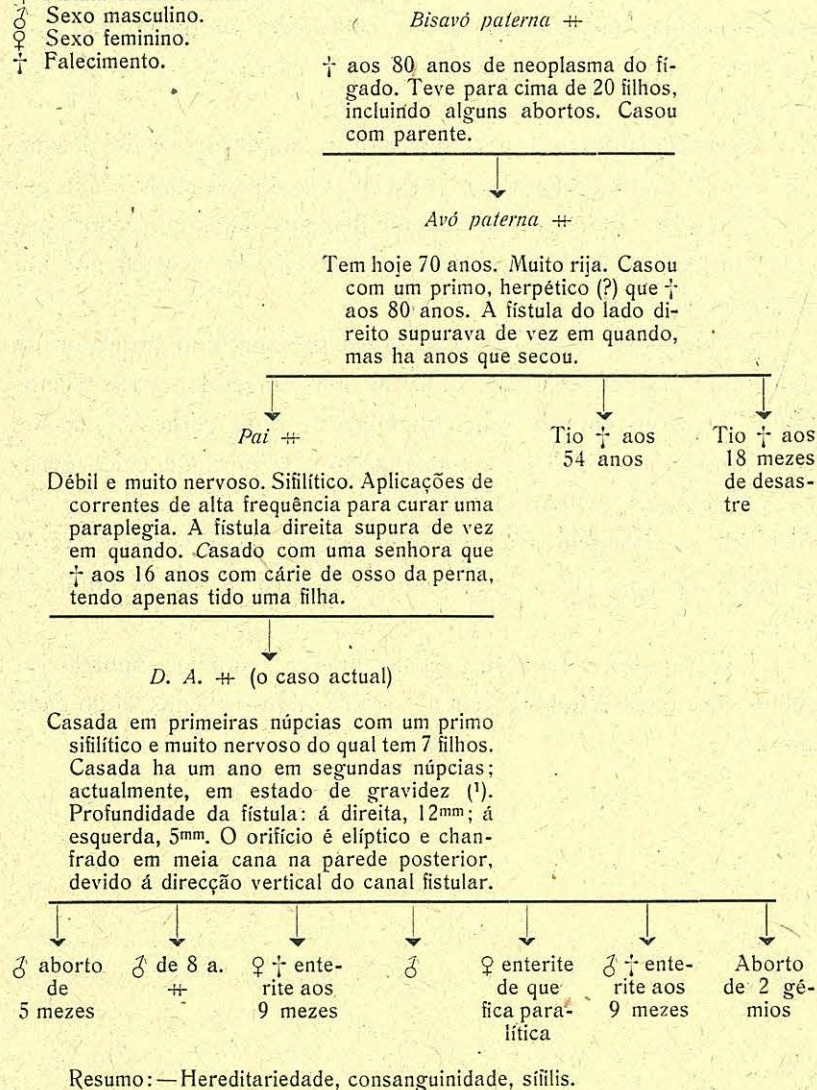 ♂ Sexo masculino.
♀ Sexo feminino.
† Falecimento.
Bisavó paterna ⧺
† aos 80 anos de neoplasma do fí-
gado. Teve para cima de 20 filhos,
incluindo alguns abortos. Casou
com parente.
Avó paterna ⧺
Tem hoje 70 anos. Muito rija. Casou
com um primo, herpético (?) que †
aos 80 anos. A fístula do lado di-
reito supurava de vez em quando,
mas ha anos que secou.
Pai ⧺
Débil e muito nervoso. Sifilítico. Aplicações de
correntes de alta frequência para curar uma
paraplegia. A fístula direita supura de vez
em quando. Casado com uma senhora que
† aos 16 anos com cárie de osso da perna,
tendo apenas tido uma filha.
Tio † aos
54 anos
Tio † aos
18 mezes
de desas-
tre
D. A. ⧺ (o caso actual)
Casada em primeiras núpcias com um primo
sifilítico e muito nervoso do qual tem 7 filhos.
Casada ha um ano em segundas núpcias;
actualmente, em estado de gravidez (¹).
Profundidade da fístula: á direita, 12mm; á
esquerda, 5mm. O orifício é elíptico e chan-
frado em meia cana na parede posterior,
devido á direcção vertical do canal fistular.
♂ aborto
de
5 mezes
♂ de 8 a.
⧺
♀ † ente-
rite aos
9 mezes
♂
♀ enterite
de que
fica para-
lítica
♂ † ente-
rite aos
9 mezes
Aborto
de 2 gé-
mios
Resumo:—Hereditariedade, consanguinidade, sífilis.